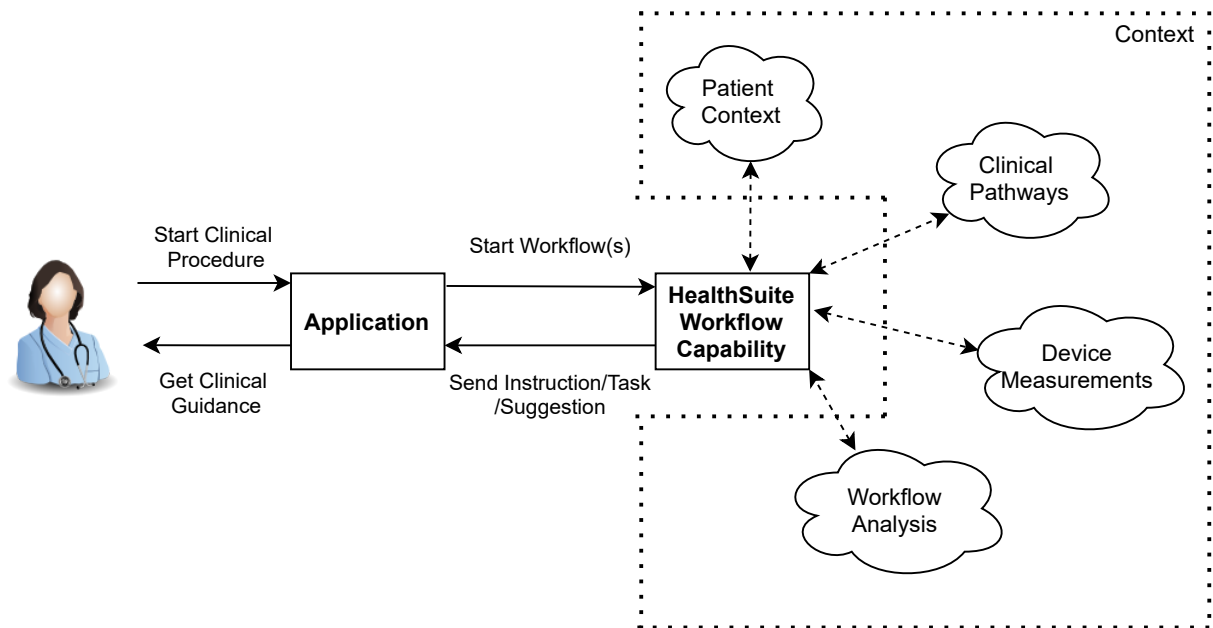 Context
Patient
Context
Clinical
Pathways
Start Clinical
Procedure
Start Workflow(s)
Application
HealthSuite
Workflow
Capability
Device
Measurements
Get Clinical
Guidance
Send Instruction/Task
/Suggestion
Workflow
Analysis